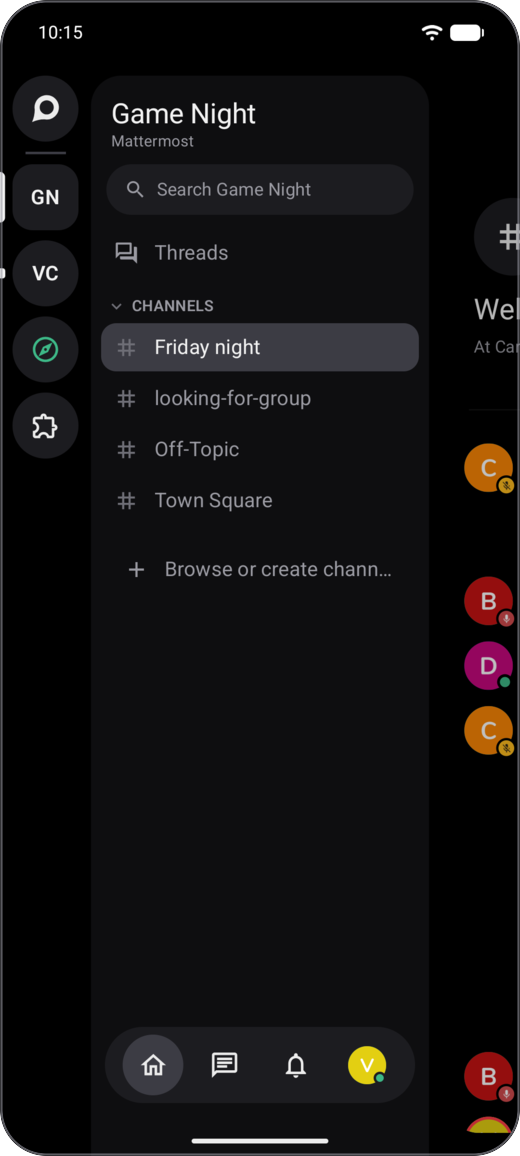 10:15
Game Night
Mattermost
GN
Search Game Night
VC
Threads
CHANNELS
# Friday night
# looking-for-group
# Off-Topic
# Town Square
+ Browse or create chann...
#
Wel
At Car
C
B
D
C
B
V